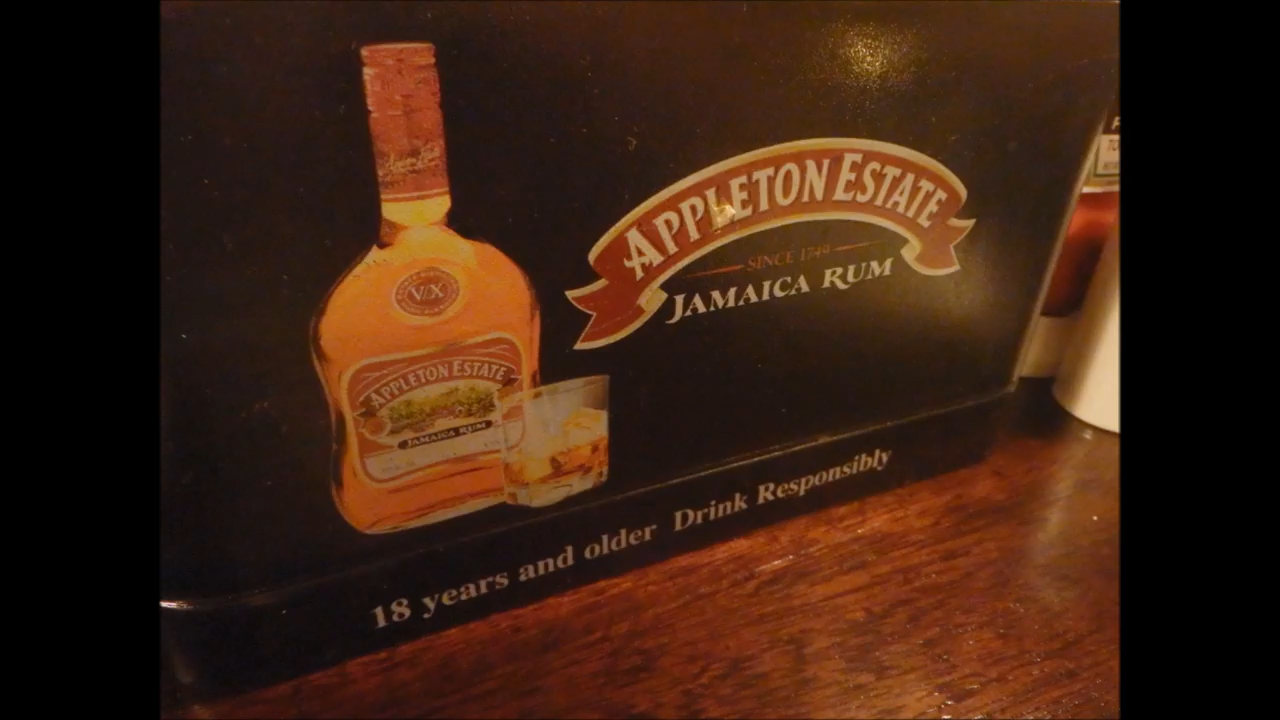 V/X
APPLETON ESTATE
JAMAICA RUM
APPLETON ESTATE
SINCE 1749
JAMAICA RUM
18 years and older Drink Responsibly